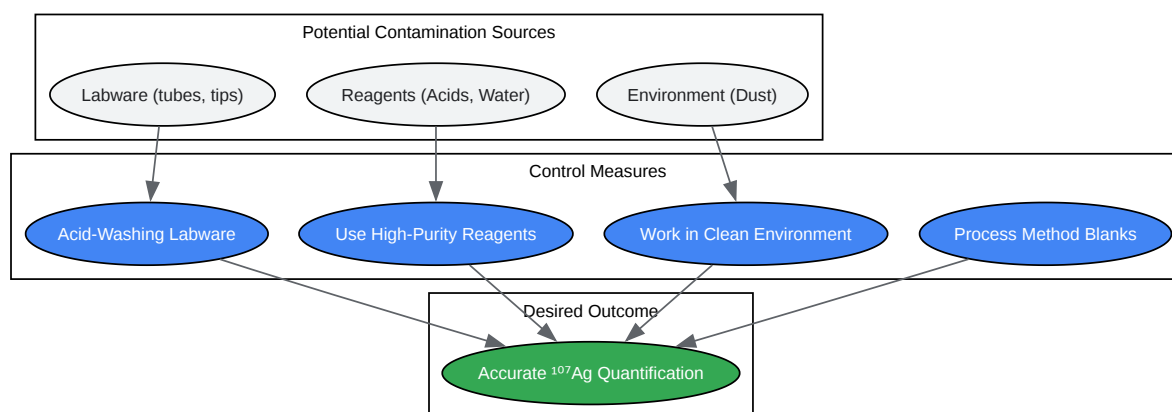 Potential Contamination Sources
Labware (tubes, tips)
Reagents (Acids, Water)
Environment (Dust)
Control Measures
Acid-Washing Labware
Use High-Purity Reagents
Work in Clean Environment
Process Method Blanks
Desired Outcome
Accurate ¹⁰⁷Ag Quantification